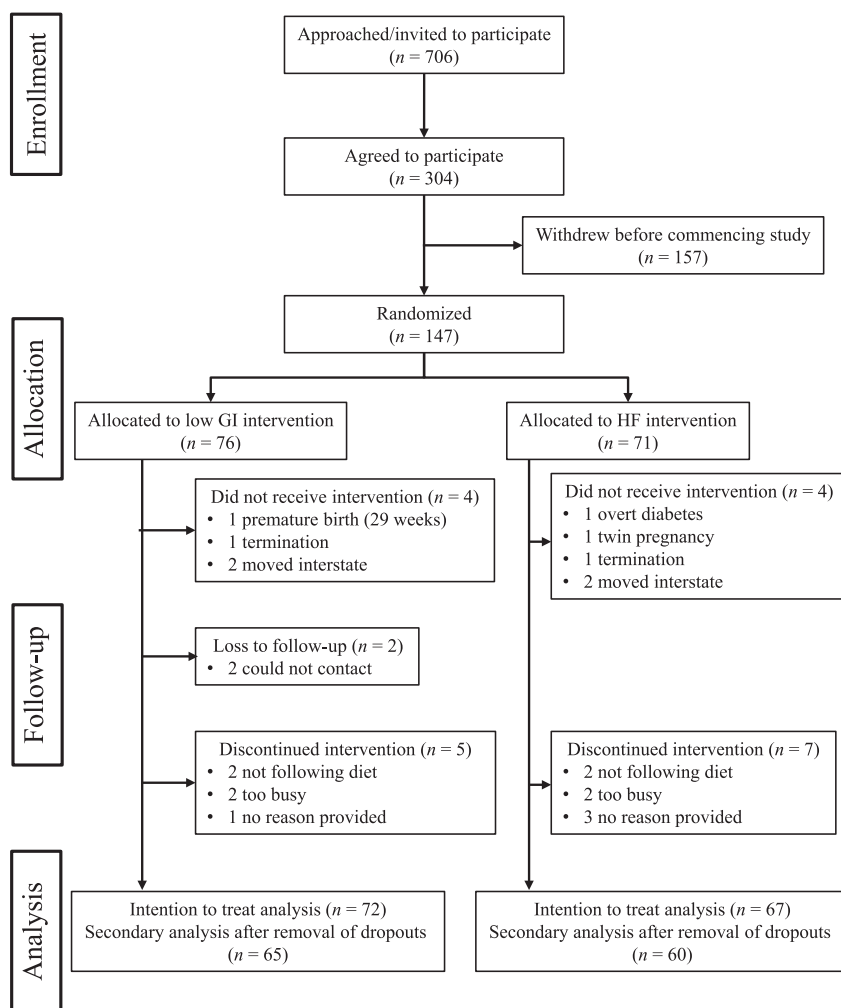 Enrollment
Approached/invited to participate
(n = 706)
Agreed to participate
(n = 304)
Withdrew before commencing study
(n = 157)
Randomized
(n = 147)
Allocation
Allocated to low GI intervention
(n = 76)
Allocated to HF intervention
(n = 71)
Did not receive intervention (n = 4)
• 1 premature birth (29 weeks)
• 1 termination
• 2 moved interstate
Did not receive intervention (n = 4)
• 1 overt diabetes
• 1 twin pregnancy
• 1 termination
• 2 moved interstate
Follow-up
Loss to follow-up (n = 2)
• 2 could not contact
Discontinued intervention (n = 5)
• 2 not following diet
• 2 too busy
• 1 no reason provided
Discontinued intervention (n = 7)
• 2 not following diet
• 2 too busy
• 3 no reason provided
Analysis
Intention to treat analysis (n = 72)
Secondary analysis after removal of dropouts
(n = 65)
Intention to treat analysis (n = 67)
Secondary analysis after removal of dropouts
(n = 60)